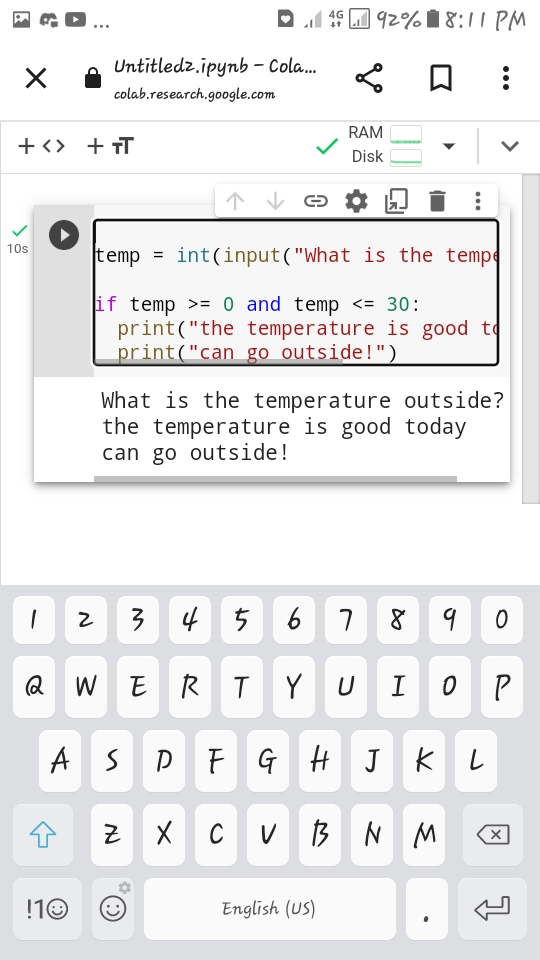 ... 4G 92% 8:11 PM
Untitled2.ipynb – Cola...
colab.research.google.com
+ <> + TT
RAM
Disk
10s
temp = int(input("What is the tempe
if temp >= 0 and temp <= 30:
print("the temperature is good to
print("can go outside!")
What is the temperature outside?
the temperature is good today
can go outside!
1 2 3 4 5 6 7 8 9 0
Q W E R T Y U I O P
A S D F G H J K L
Z X C V B N M
!1☺ English (US) .